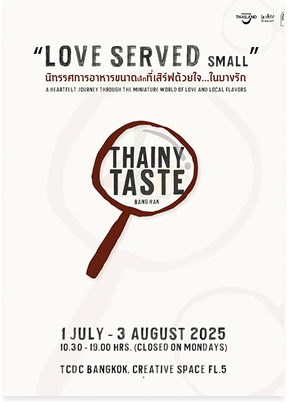 "LOVE SERVED SMALL"
นิทรรศการอาหารขนาดเล็กที่เสิร์ฟด้วยใจ...ในบางรัก
A HEARTFELT JOURNEY THROUGH THE MINIATURE WORLD OF LOVE AND LOCAL FLAVORS
THAINY
TASTE
BANG RAK
1 JULY - 3 AUGUST 2025
10.30 - 19.00 HRS. (CLOSED ON MONDAYS)
TCDC BANGKOK, CREATIVE SPACE FL.5